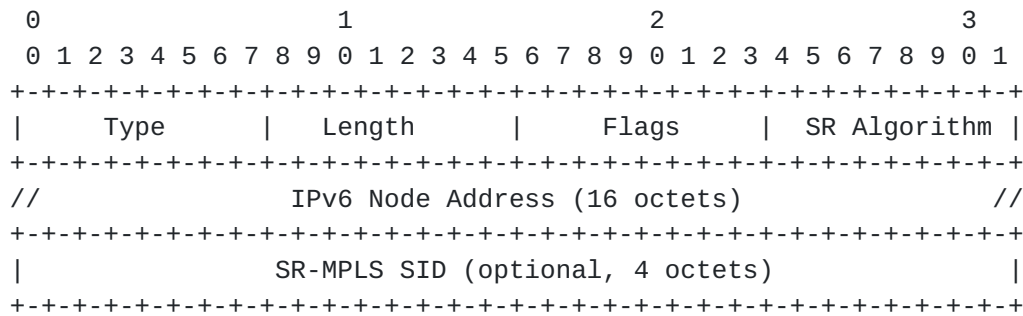 0                   1                   2                   3
 0 1 2 3 4 5 6 7 8 9 0 1 2 3 4 5 6 7 8 9 0 1 2 3 4 5 6 7 8 9 0 1
+-+-+-+-+-+-+-+-+-+-+-+-+-+-+-+-+-+-+-+-+-+-+-+-+-+-+-+-+-+-+-+-+
|     Type      |   Length      |     Flags     |  SR Algorithm |
+-+-+-+-+-+-+-+-+-+-+-+-+-+-+-+-+-+-+-+-+-+-+-+-+-+-+-+-+-+-+-+-+
//                IPv6 Node Address (16 octets)                //
+-+-+-+-+-+-+-+-+-+-+-+-+-+-+-+-+-+-+-+-+-+-+-+-+-+-+-+-+-+-+-+-+
|                SR-MPLS SID (optional, 4 octets)               |
+-+-+-+-+-+-+-+-+-+-+-+-+-+-+-+-+-+-+-+-+-+-+-+-+-+-+-+-+-+-+-+-+